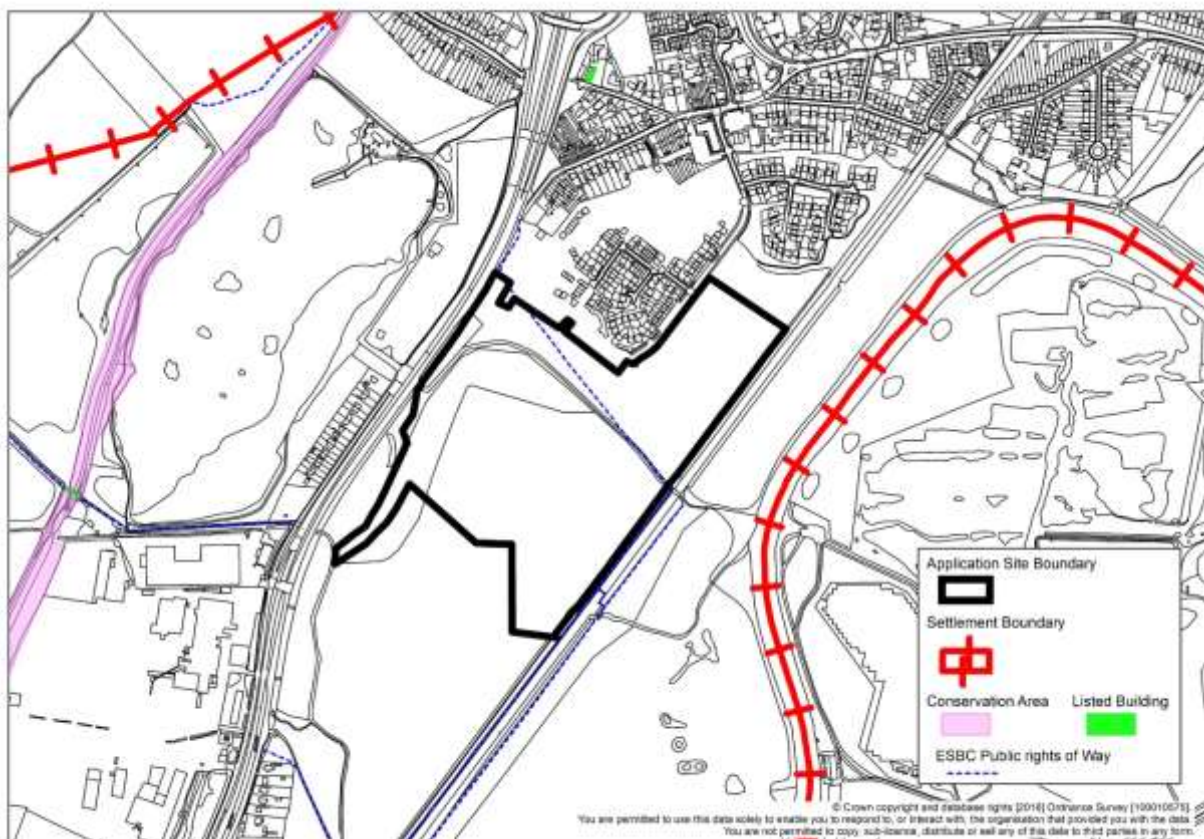 Application Site Boundary
Settlement Boundary
Conservation Area Listed Building
ESBC Public rights of Way
© Crown copyright and database rights [2016] Ordnance Survey [100010575].
You are permitted to use this data solely to enable you to respond to, or interact with, the organisation that provided you with the data.
You are not permitted to copy, sub-licence, distribute or sell any of this data to third parties in any form.